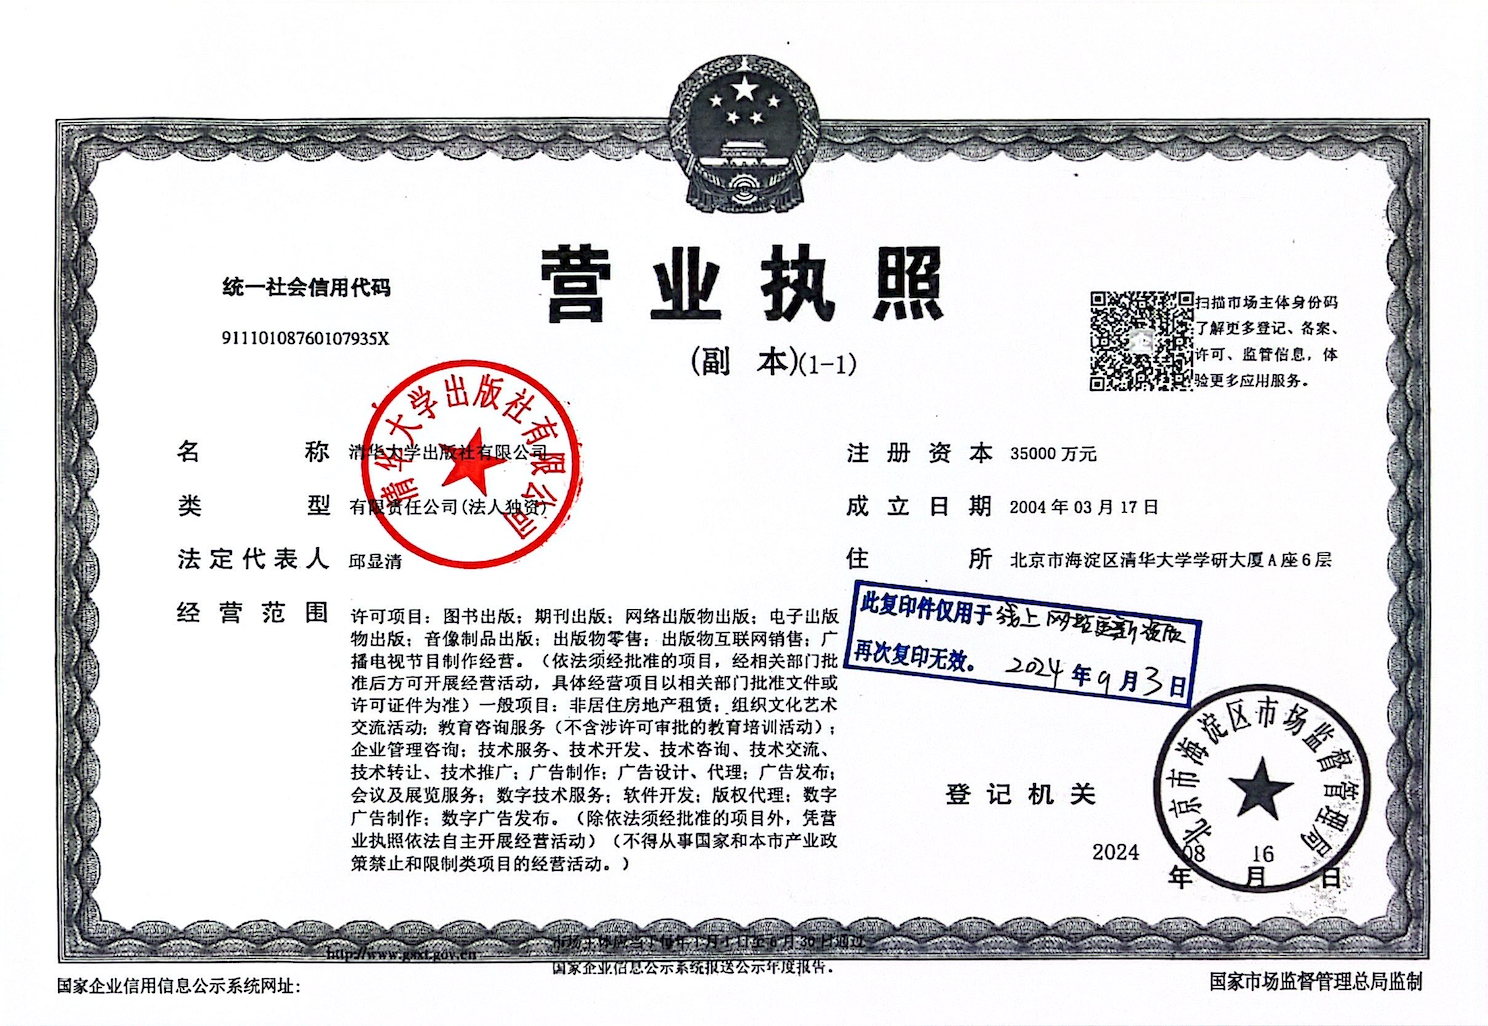 营业执照
(副 本)(1-1)
统一社会信用代码
91110108760107935X
扫描市场主体身份码
了解更多登记、备案、
许可、监管信息，体
验更多应用服务。
名 称 清华大学出版社有限公司
类 型 有限责任公司(法人独资)
法定代表人 邱显清
经营范围 许可项目：图书出版；期刊出版；网络出版物出版；电子出版
物出版；音像制品出版；出版物零售；出版物互联网销售；广
播电视节目制作经营。（依法须经批准的项目，经相关部门批
准后方可开展经营活动，具体经营项目以相关部门批准文件或
许可证件为准）一般项目：非居住房地产租赁；组织文化艺术
交流活动；教育咨询服务（不含涉许可审批的教育培训活动）；
企业管理咨询；技术服务、技术开发、技术咨询、技术交流、
技术转让、技术推广；广告制作；广告设计、代理；广告发布；
会议及展览服务；数字技术服务；软件开发；版权代理；数字
广告制作；数字广告发布。（除依法须经批准的项目外，凭营
业执照依法自主开展经营活动）（不得从事国家和本市产业政
策禁止和限制类项目的经营活动。）
清华大学出版社有限公司
注册资本 35000 万元
成立日期 2004 年 03 月 17 日
住 所 北京市海淀区清华大学学研大厦A座6层
此复印件仅用于线上网站更新
再次复印无效。 2024 年 9 月 3 日
登记机关
北京市海淀区市场监督管理局
2024 年 08 月 16 日
http://www.gsxt.gov.cn
国家企业信用信息公示系统网址：
市场主体应当于每年1月1日至6月30日通过
国家企业信息公示系统报送公示年度报告。
国家市场监督管理总局监制